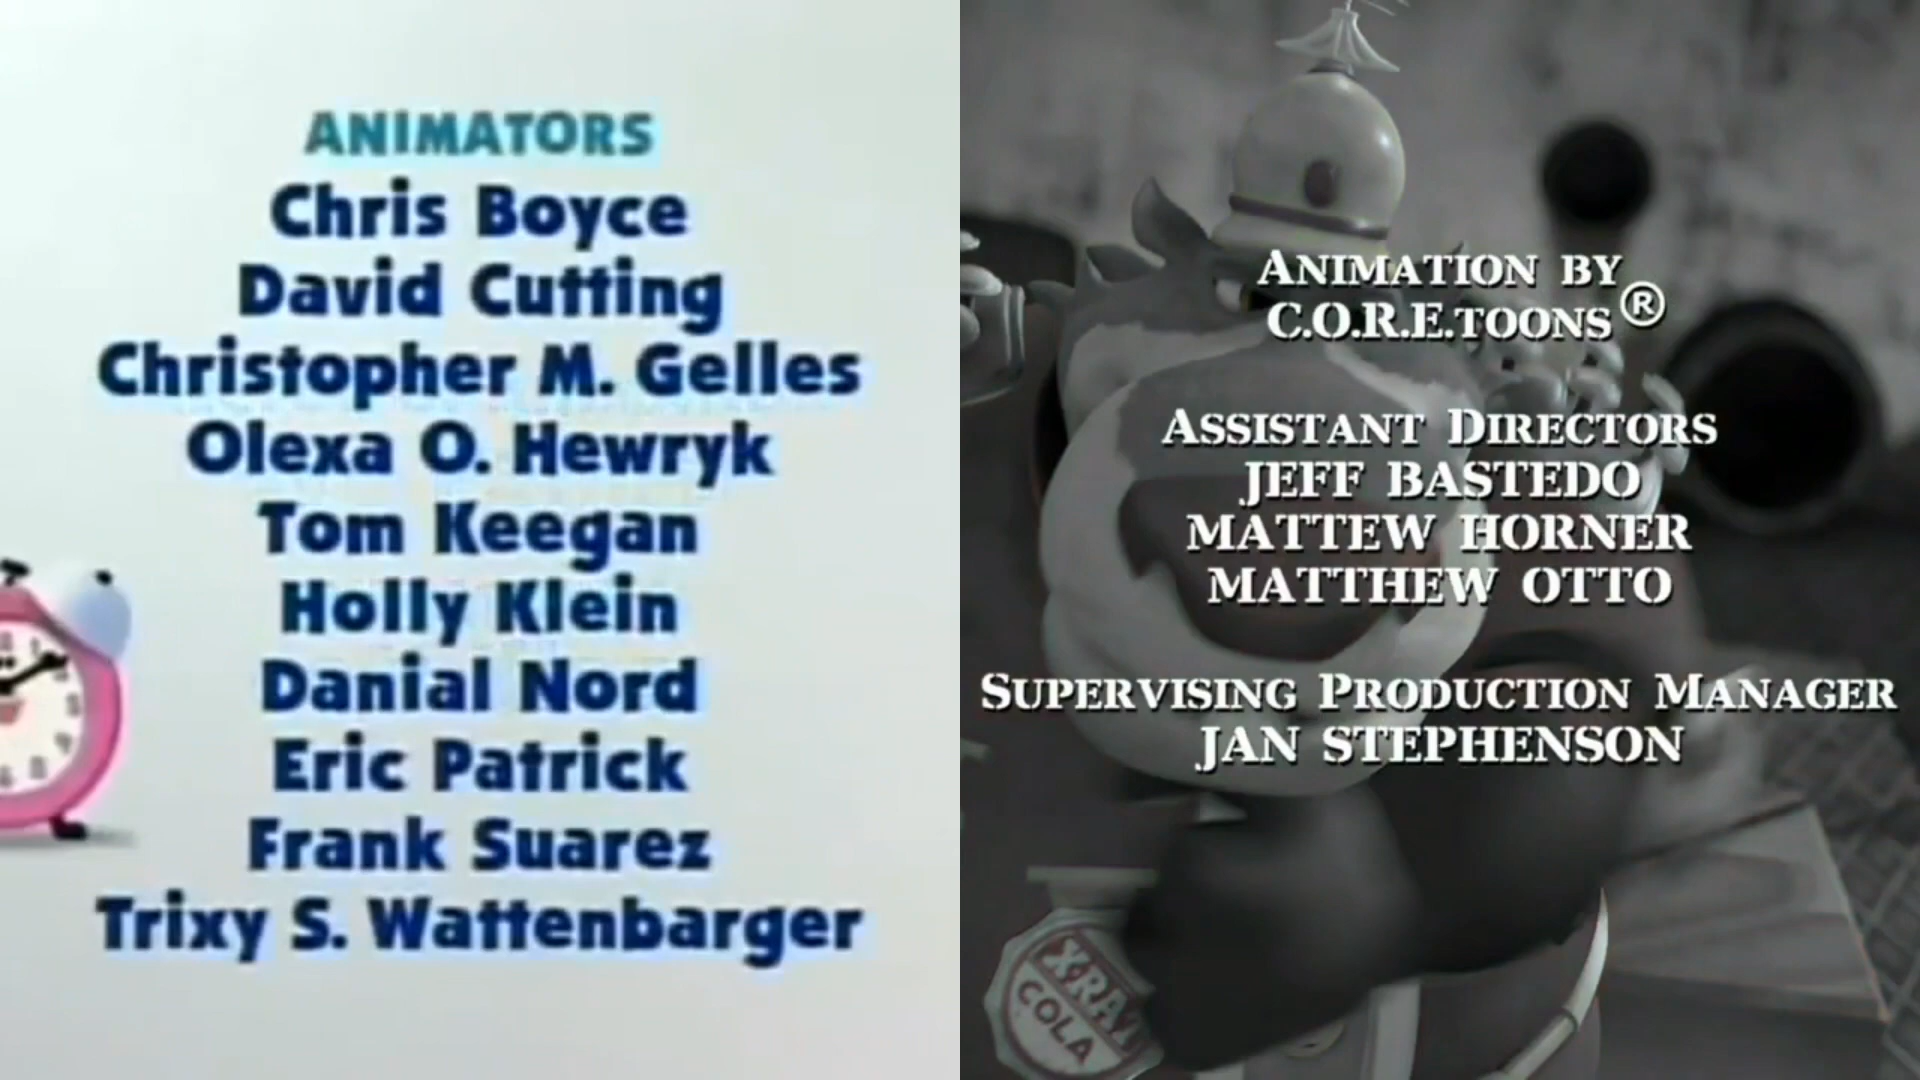 ANIMATORS
Chris Boyce
David Cutting
Christopher M. Gelles
Olexa O. Hewryk
Tom Keegan
Holly Klein
Danial Nord
Eric Patrick
Frank Suarez
Trixy S. Wattenbarger
ANIMATION BY
C.O.R.E.TOONS®
ASSISTANT DIRECTORS
JEFF BASTEDO
MATTEW HORNER
MATTHEW OTTO
SUPERVISING PRODUCTION MANAGER
JAN STEPHENSON
COLA